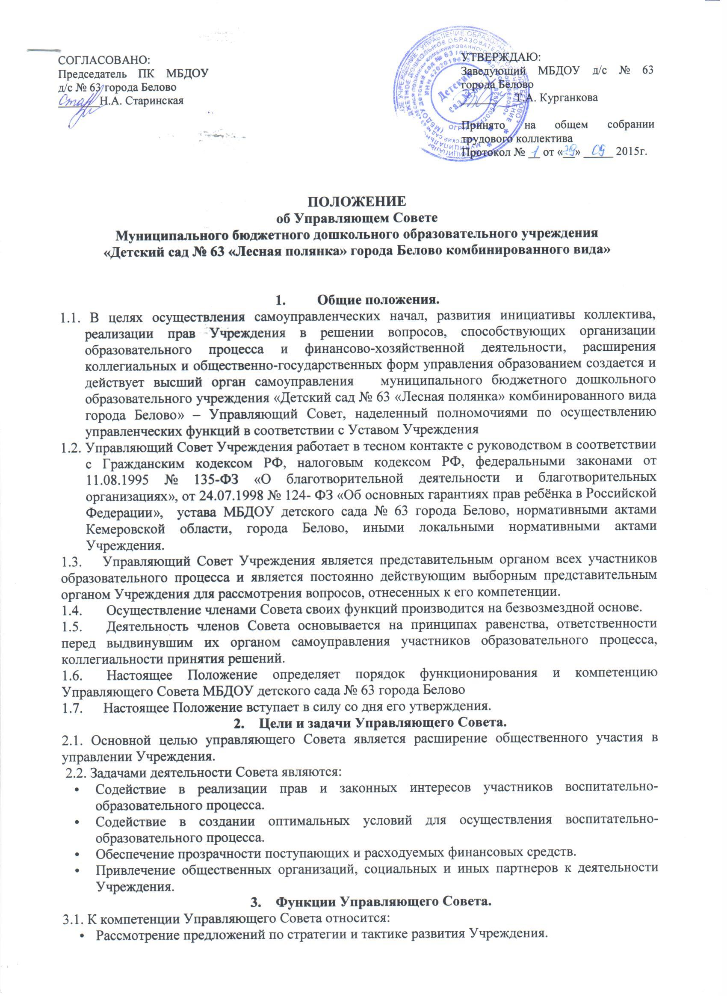 СОГЛАСОВАНО:
Председатель ПК МБДОУ
д/с № 63 города Белово
Н.А. Старинская
УТВЕРЖДАЮ:
Заведующий МБДОУ д/с № 63
города Белово
Т.А. Курганкова
Принято на общем собрании
трудового коллектива
Протокол № 1 от «29» 09 2015г.
Детский
сад № 63
ПОЛОЖЕНИЕ
об Управляющем Совете
Муниципального бюджетного дошкольного образовательного учреждения
«Детский сад № 63 «Лесная полянка» города Белово комбинированного вида»
1. Общие положения.
1.1. В целях осуществления самоуправленческих начал, развития инициативы коллектива,
реализации прав Учреждения в решении вопросов, способствующих организации
образовательного процесса и финансово-хозяйственной деятельности, расширения
коллегиальных и общественно-государственных форм управления образованием создается и
действует высший орган самоуправления муниципального бюджетного дошкольного
образовательного учреждения «Детский сад № 63 «Лесная полянка» комбинированного вида
города Белово» – Управляющий Совет, наделенный полномочиями по осуществлению
управленческих функций в соответствии с Уставом Учреждения
1.2. Управляющий Совет Учреждения работает в тесном контакте с руководством в соответствии
с Гражданским кодексом РФ, налоговым кодексом РФ, федеральными законами от
11.08.1995 № 135-ФЗ «О благотворительной деятельности и благотворительных
организациях», от 24.07.1998 № 124- ФЗ «Об основных гарантиях прав ребёнка в Российской
Федерации», устава МБДОУ детского сада № 63 города Белово, нормативными актами
Кемеровской области, города Белово, иными локальными нормативными актами
Учреждения.
1.3. Управляющий Совет Учреждения является представительным органом всех участников
образовательного процесса и является постоянно действующим выборным представительным
органом Учреждения для рассмотрения вопросов, отнесенных к его компетенции.
1.4. Осуществление членами Совета своих функций производится на безвозмездной основе.
1.5. Деятельность членов Совета основывается на принципах равенства, ответственности
перед выдвинувшим их органом самоуправления участников образовательного процесса,
коллегиальности принятия решений.
1.6. Настоящее Положение определяет порядок функционирования и компетенцию
Управляющего Совета МБДОУ детского сада № 63 города Белово
1.7. Настоящее Положение вступает в силу со дня его утверждения.
2. Цели и задачи Управляющего Совета.
2.1. Основной целью управляющего Совета является расширение общественного участия в
управлении Учреждения.
2.2. Задачами деятельности Совета являются:
• Содействие в реализации прав и законных интересов участников воспитательно-
образовательного процесса.
• Содействие в создании оптимальных условий для осуществления воспитательно-
образовательного процесса.
• Обеспечение прозрачности поступающих и расходуемых финансовых средств.
• Привлечение общественных организаций, социальных и иных партнеров к деятельности
Учреждения.
3. Функции Управляющего Совета.
3.1. К компетенции Управляющего Совета относится:
• Рассмотрение предложений по стратегии и тактике развития Учреждения.